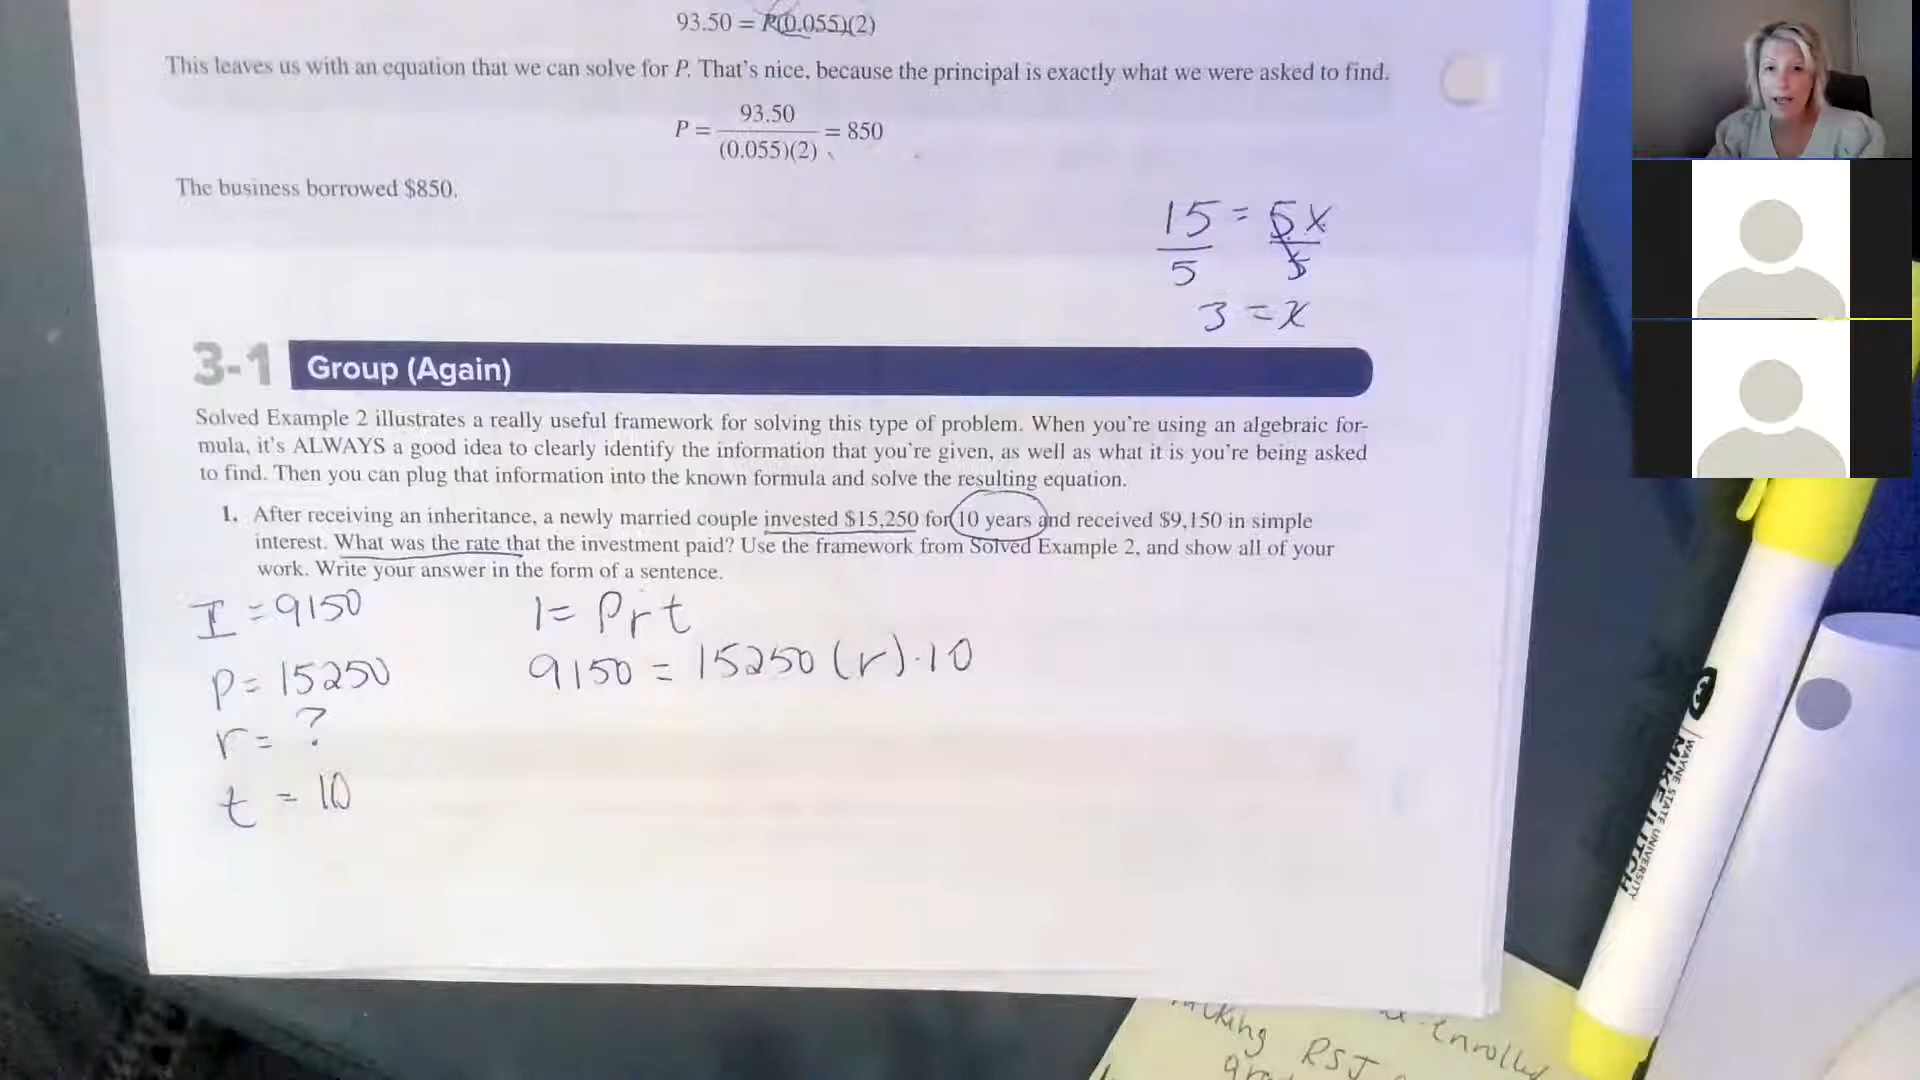 93.50 = P(0.055)(2)
This leaves us with an equation that we can solve for P. That's nice, because the principal is exactly what we were asked to find.
P = 93.50 / (0.055)(2) = 850
The business borrowed $850.
15 = 5x
5 5
3 = x
3-1 Group (Again)
Solved Example 2 illustrates a really useful framework for solving this type of problem. When you're using an algebraic for-
mula, it's ALWAYS a good idea to clearly identify the information that you're given, as well as what it is you're being asked
to find. Then you can plug that information into the known formula and solve the resulting equation.
1. After receiving an inheritance, a newly married couple invested $15,250 for 10 years and received $9,150 in simple
interest. What was the rate that the investment paid? Use the framework from Solved Example 2, and show all of your
work. Write your answer in the form of a sentence.
I = 9150
P = 15250
r = ?
t = 10
I = Prt
9150 = 15250 (r) · 10
WAYNE STATE UNIVERSITY
MIKE ILITCH
enrolled
RSJ